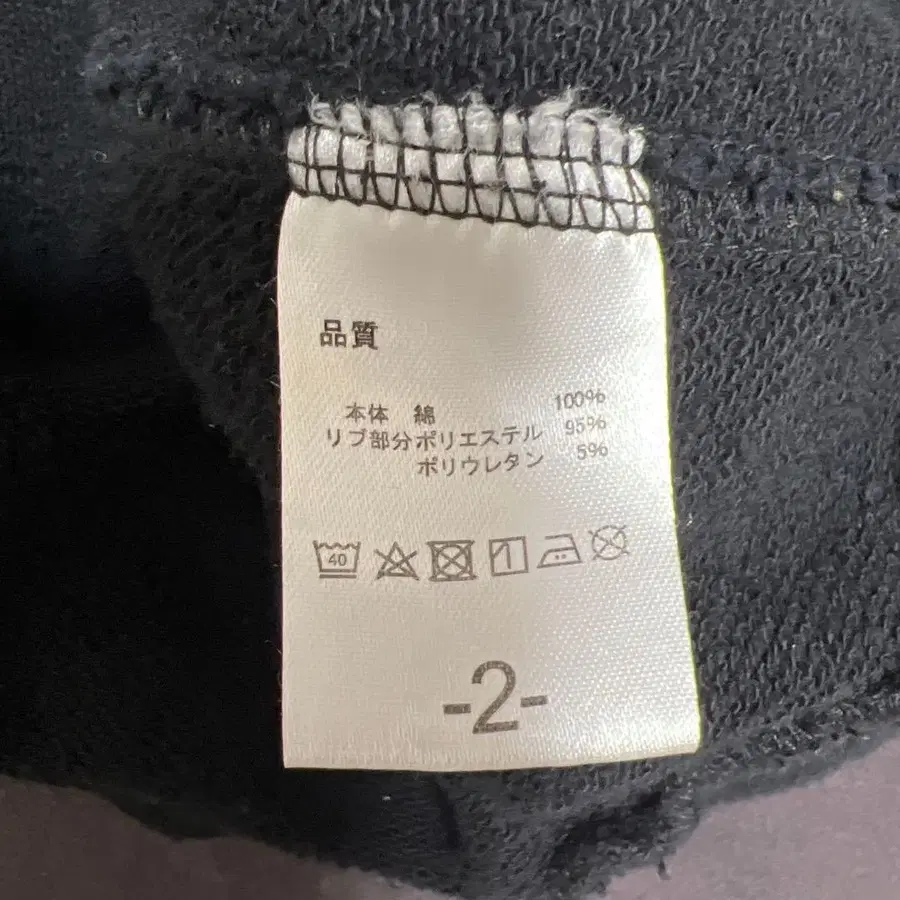 品質
本体 綿 100%
リブ部分ポリエステル 95%
ポリウレタン 5%
40
-2-